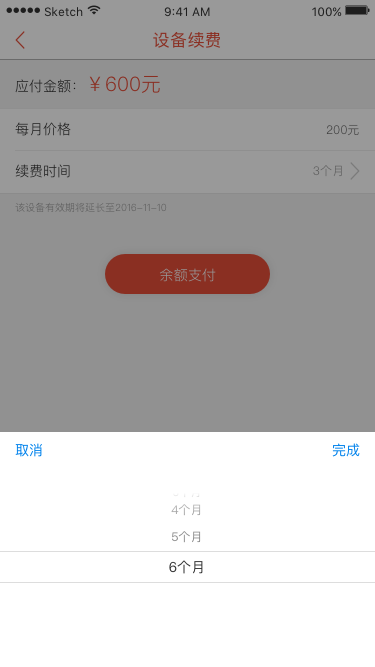 Sketch 9:41 AM 100%
设备续费
应付金额： ¥ 600元
每月价格 200元
续费时间 3个月
该设备有效期将延长至2016-11-10
余额支付
取消 完成
4个月
5个月
6个月